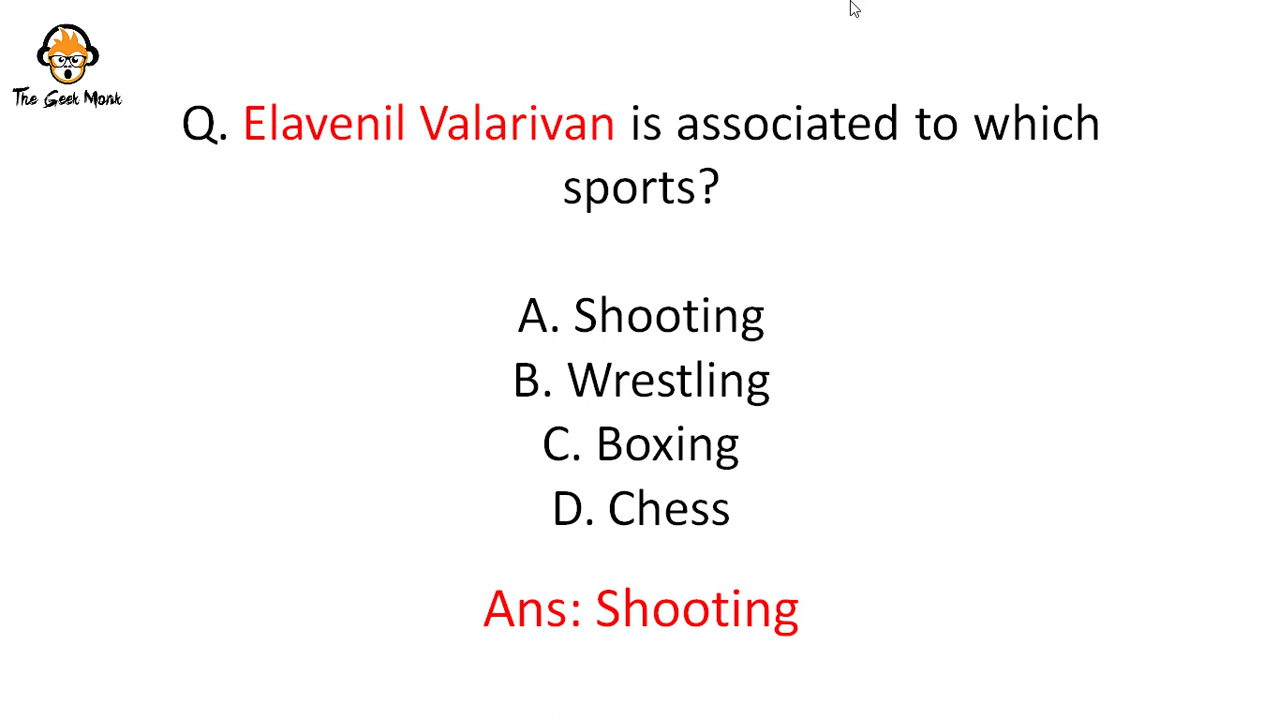 The Geek Monk
Q. Elavenil Valarivan is associated to which
sports?
A. Shooting
B. Wrestling
C. Boxing
D. Chess
Ans: Shooting